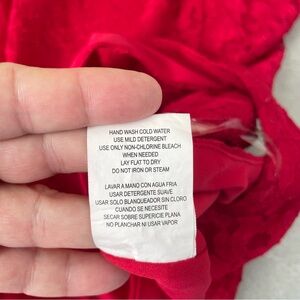 HAND WASH COLD WATER
USE MILD DETERGENT
USE ONLY NON-CHLORINE BLEACH
WHEN NEEDED
LAY FLAT TO DRY
DO NOT IRON OR STEAM
LAVAR A MANO CON AGUA FRIA
USAR DETERGENTE SUAVE
USAR SOLO BLANQUEADOR SIN CLORO
CUANDO SE NECESITE
SECAR SOBRE SUPERICIE PLANA
NO PLANCHAR NI USAR VAPOR